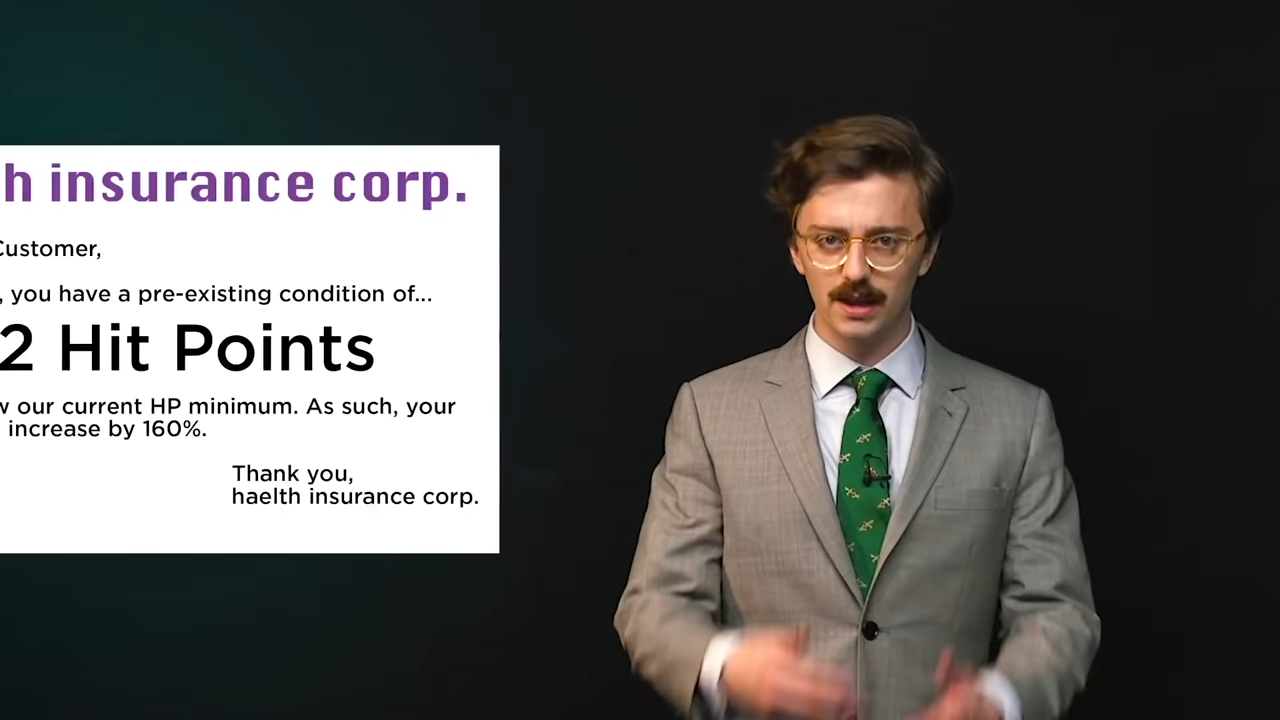 h insurance corp.
Customer,
, you have a pre-existing condition of...
2 Hit Points
w our current HP minimum. As such, your
increase by 160%.
Thank you,
haelth insurance corp.